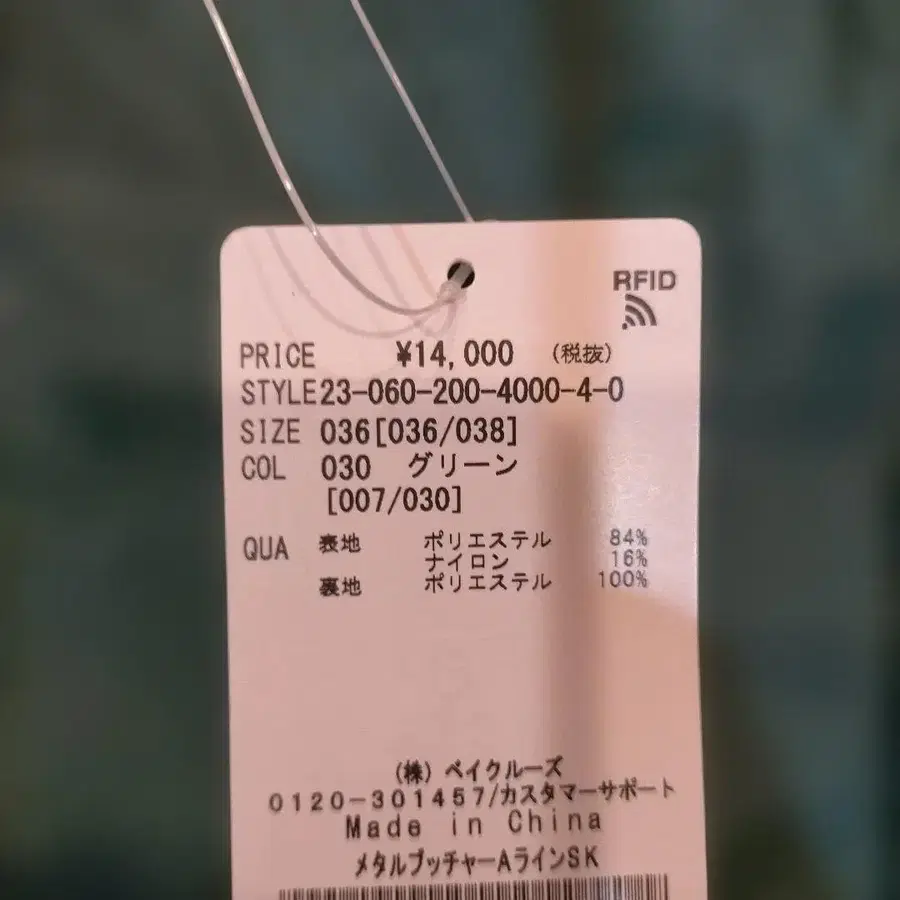 RFID
PRICE ¥14,000 (税抜)
STYLE23-060-200-4000-4-0
SIZE 036[036/038]
COL 030 グリーン
[007/030]
QUA 表地 ポリエステル 84%
ナイロン 16%
裏地 ポリエステル 100%
(株) ベイクルーズ
0120-301457/カスタマーサポート
Made in China
メタルブッチャーAラインSK